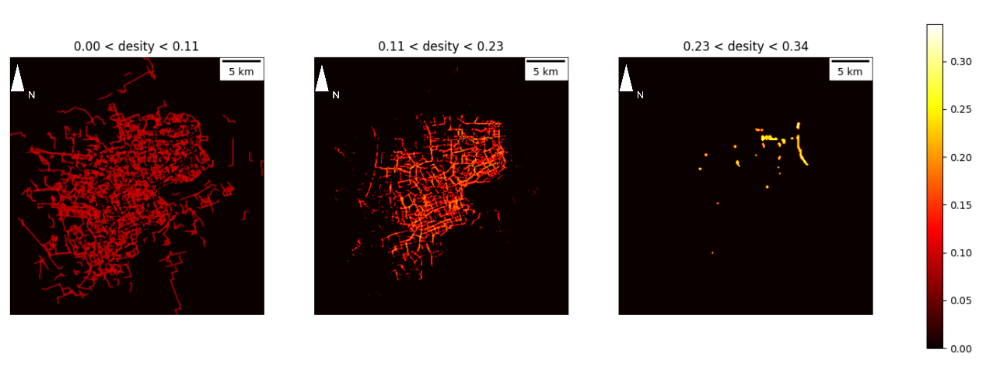 0.00 < desity < 0.11
5 km
N
0.11 < desity < 0.23
5 km
N
0.23 < desity < 0.34
5 km
N
0.30
0.25
0.20
0.15
0.10
0.05
0.00